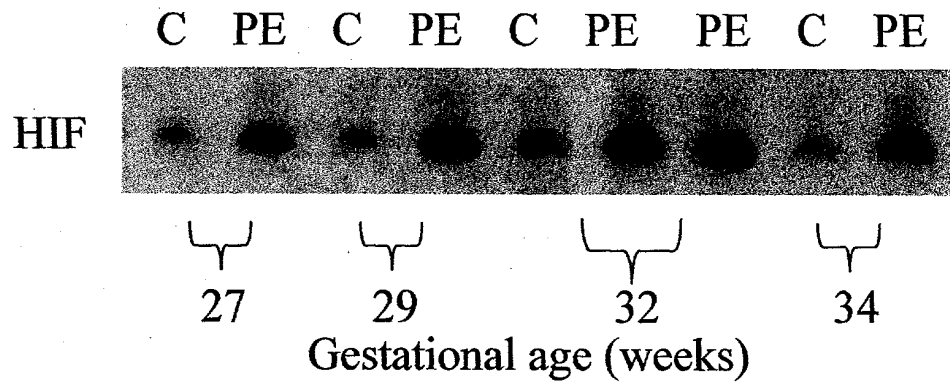 C PE C PE C PE PE C PE
HIF
27 29 32 34
Gestational age (weeks)